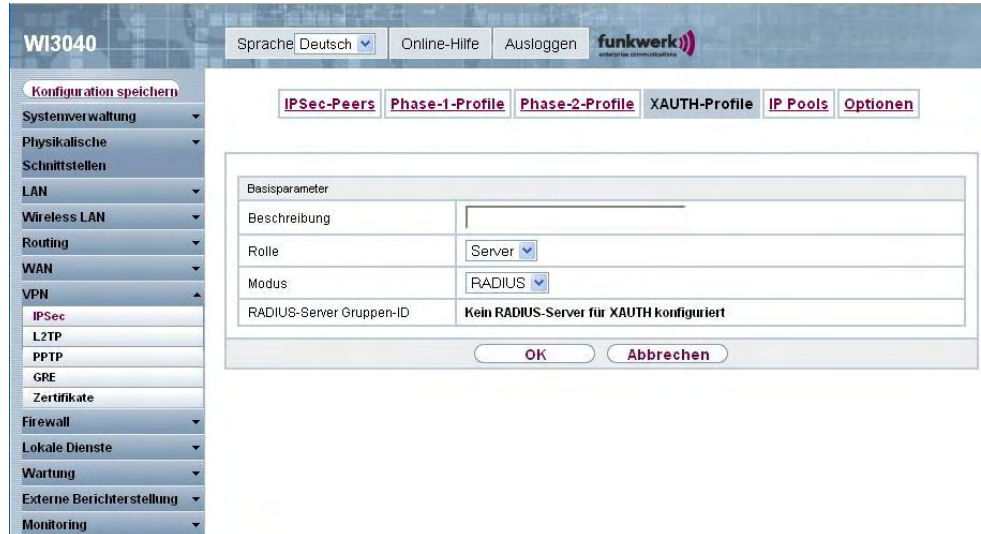 WI3040
Sprache Deutsch
Online-Hilfe
Ausloggen
funkwerk
enterprise communications
Konfiguration speichern
Systemverwaltung
Physikalische
Schnittstellen
LAN
Wireless LAN
Routing
WAN
VPN
IPSec
L2TP
PPTP
GRE
Zertifikate
Firewall
Lokale Dienste
Wartung
Externe Berichterstellung
Monitoring
IPSec-Peers
Phase-1-Profile
Phase-2-Profile
XAUTH-Profile
IP Pools
Optionen
Basisparameter
Beschreibung
Rolle Server
Modus RADIUS
RADIUS-Server Gruppen-ID Kein RADIUS-Server für XAUTH konfiguriert
OK Abbrechen